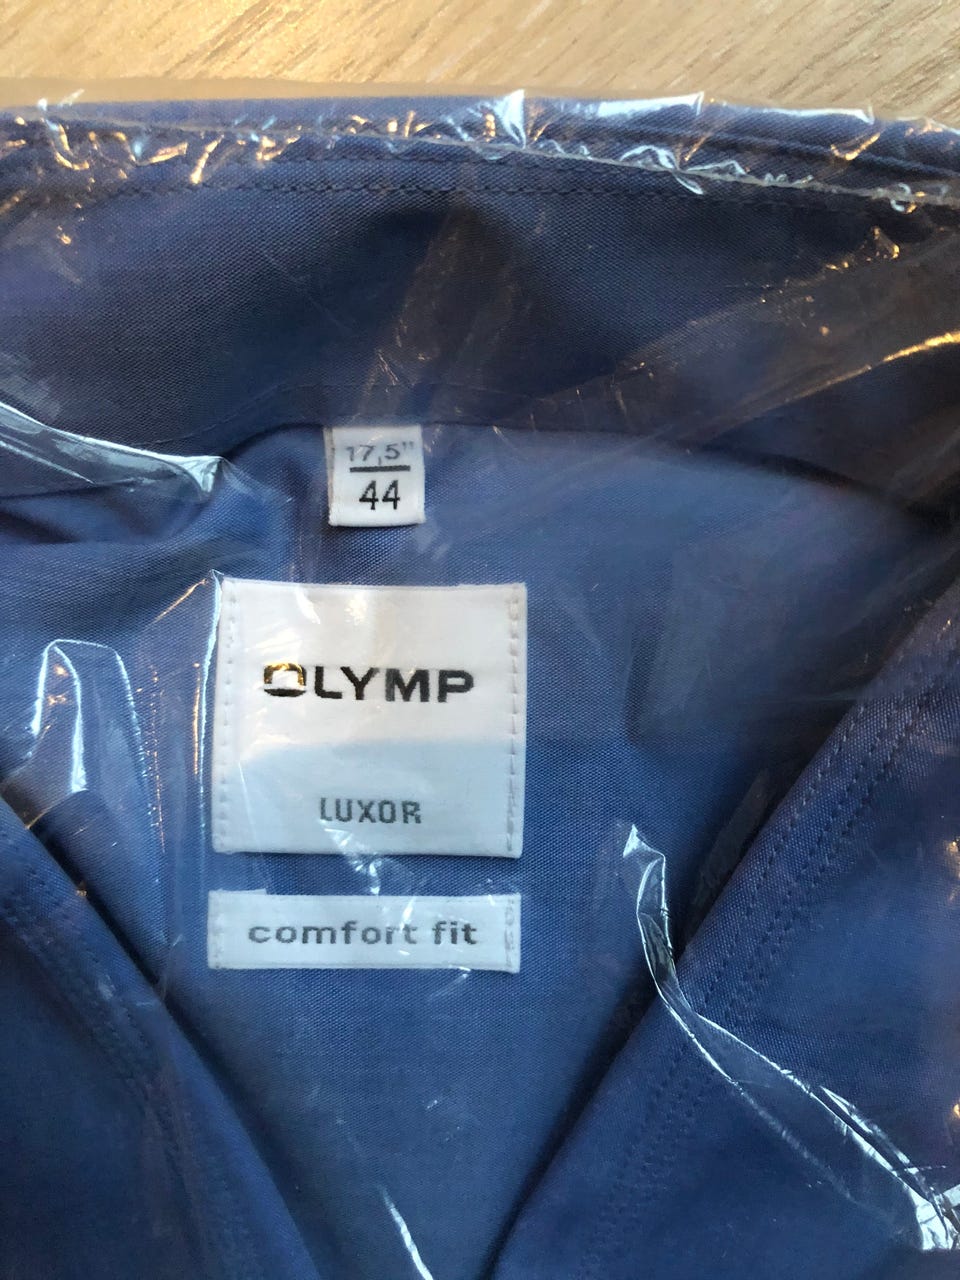 17,5"
44
OLYMP
LUXOR
comfort fit